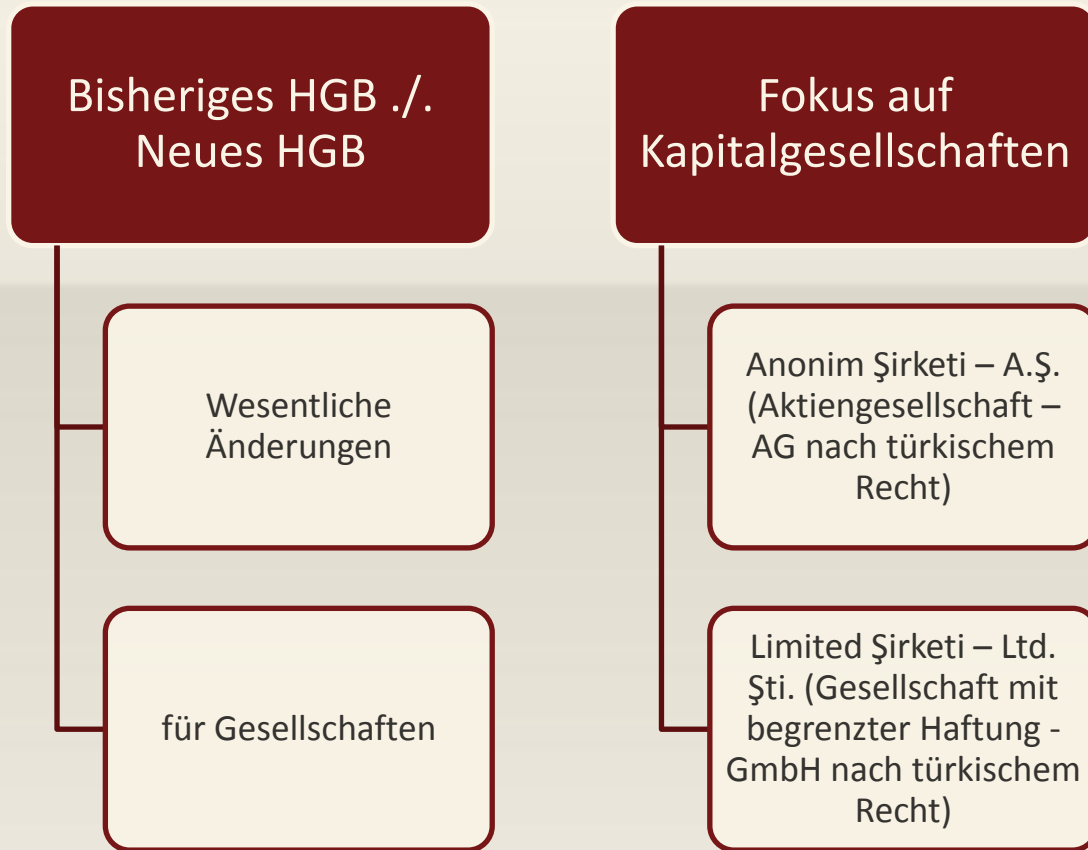 Bisheriges HGB ./.
Neues HGB
Wesentliche
Änderungen
für Gesellschaften
Fokus auf
Kapitalgesellschaften
Anonim Şirketi – A.Ş.
(Aktiengesellschaft –
AG nach türkischem
Recht)
Limited Şirketi – Ltd.
Şti. (Gesellschaft mit
begrenzter Haftung -
GmbH nach türkischem
Recht)